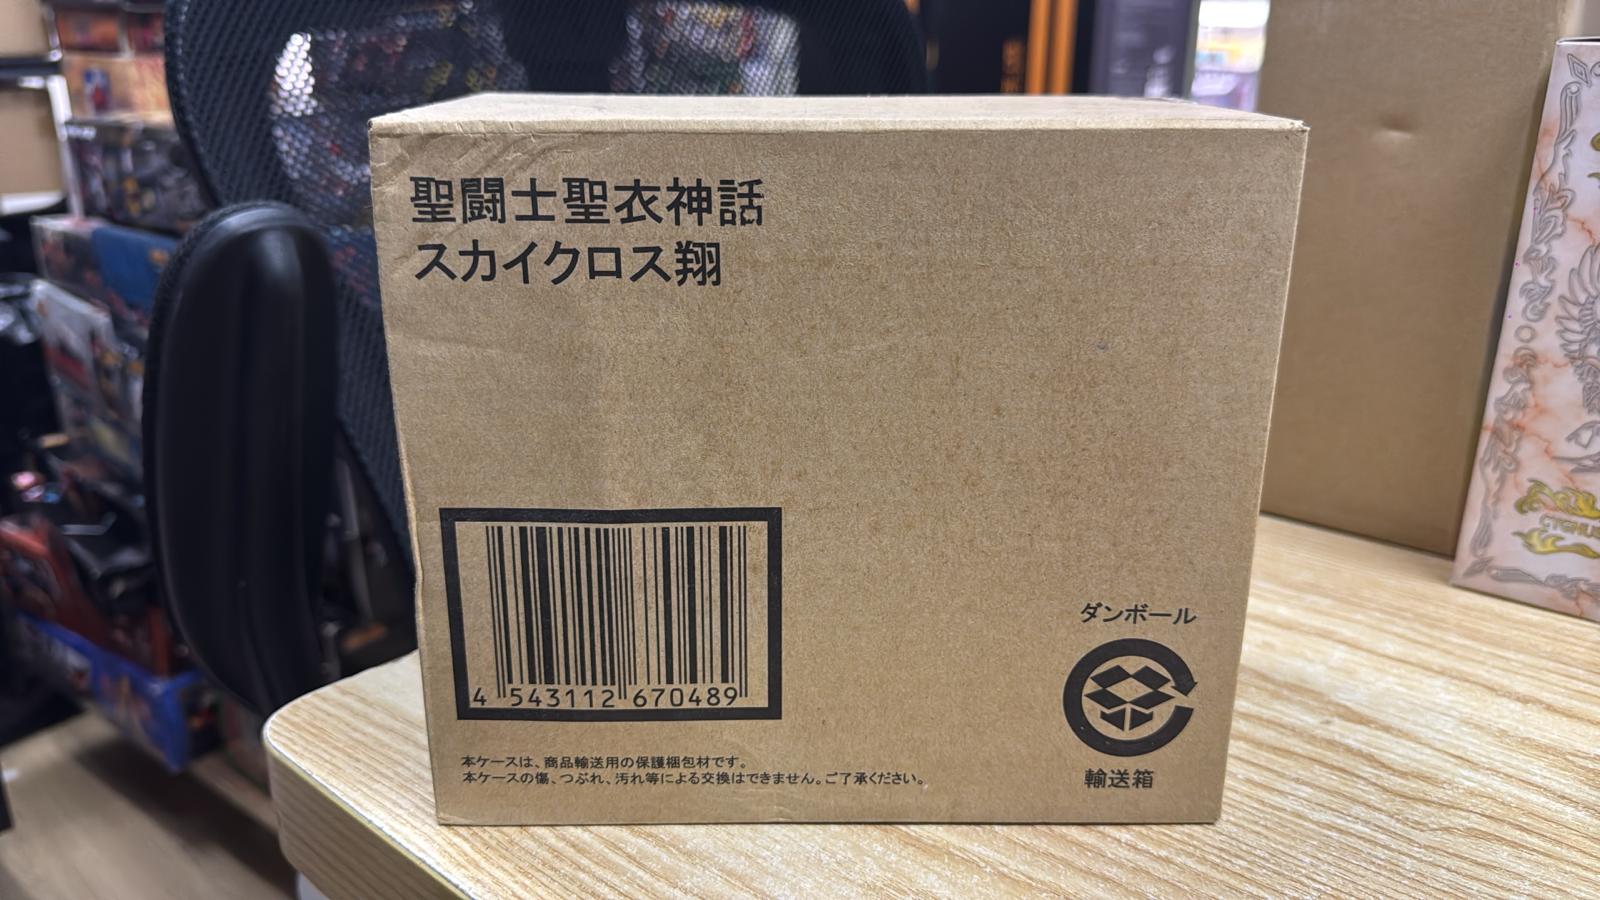 聖闘士聖衣神話
スカイクロス翔
4 543112 670489
本ケースは、商品輸送用の保護梱包材です。
本ケースの傷、つぶれ、汚れ等による交換はできません。ご了承ください。
ダンボール
輸送箱